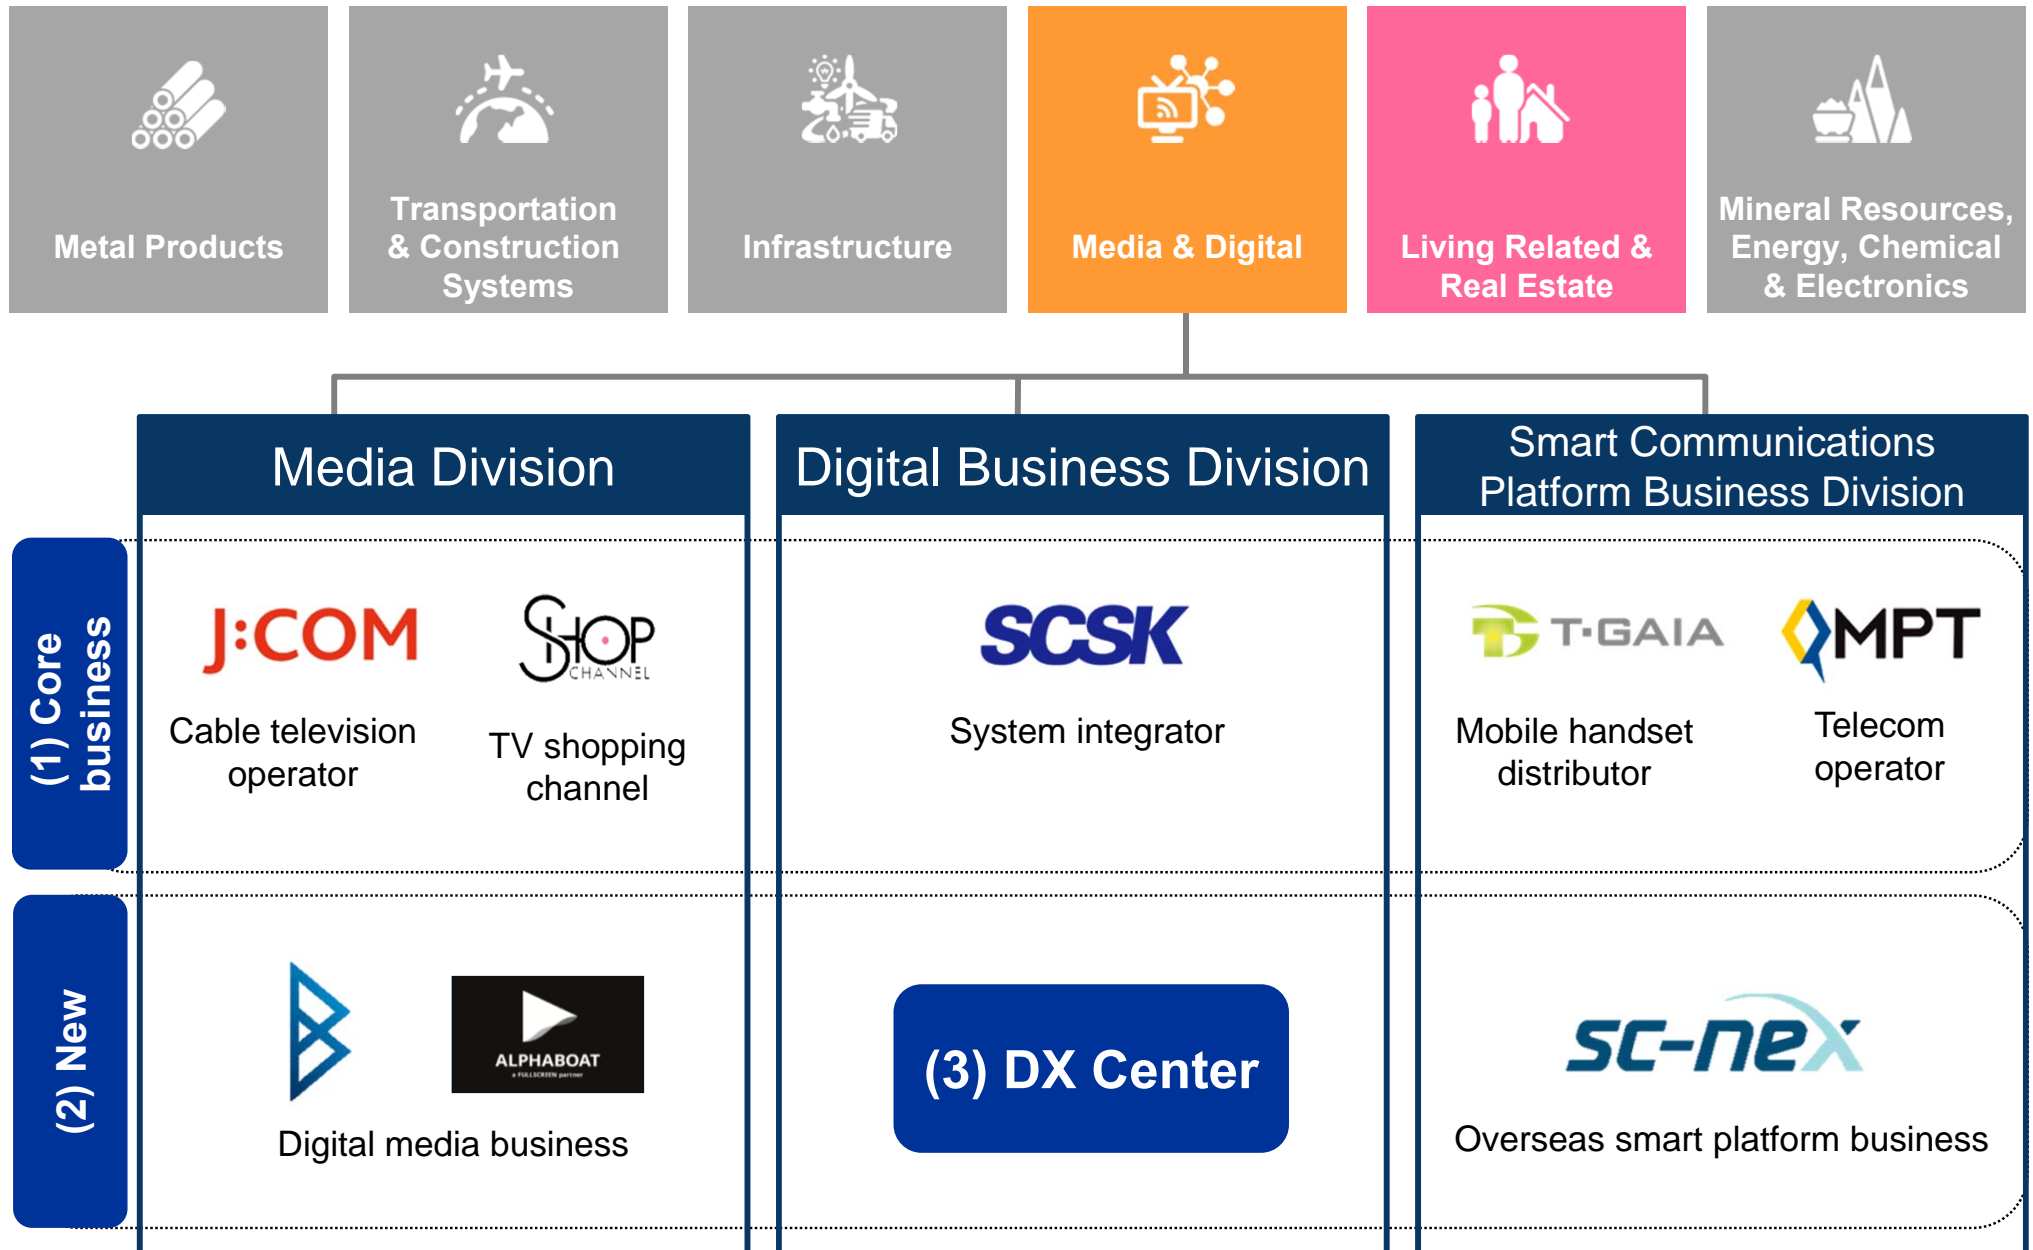 Metal Products
Transportation
& Construction
Systems
Infrastructure
Media & Digital
Living Related &
Real Estate
Mineral Resources,
Energy, Chemical
& Electronics
Media Division
Digital Business Division
Smart Communications
Platform Business Division
(1) Core
business
J:COM
Cable television
operator
SHOP
CHANNEL
TV shopping
channel
SCSK
System integrator
T-GAIA
Mobile handset
distributor
MPT
Telecom
operator
(2) New
ALPHABOAT
a FULLSCREEN partner
Digital media business
(3) DX Center
sc-nex
Overseas smart platform business